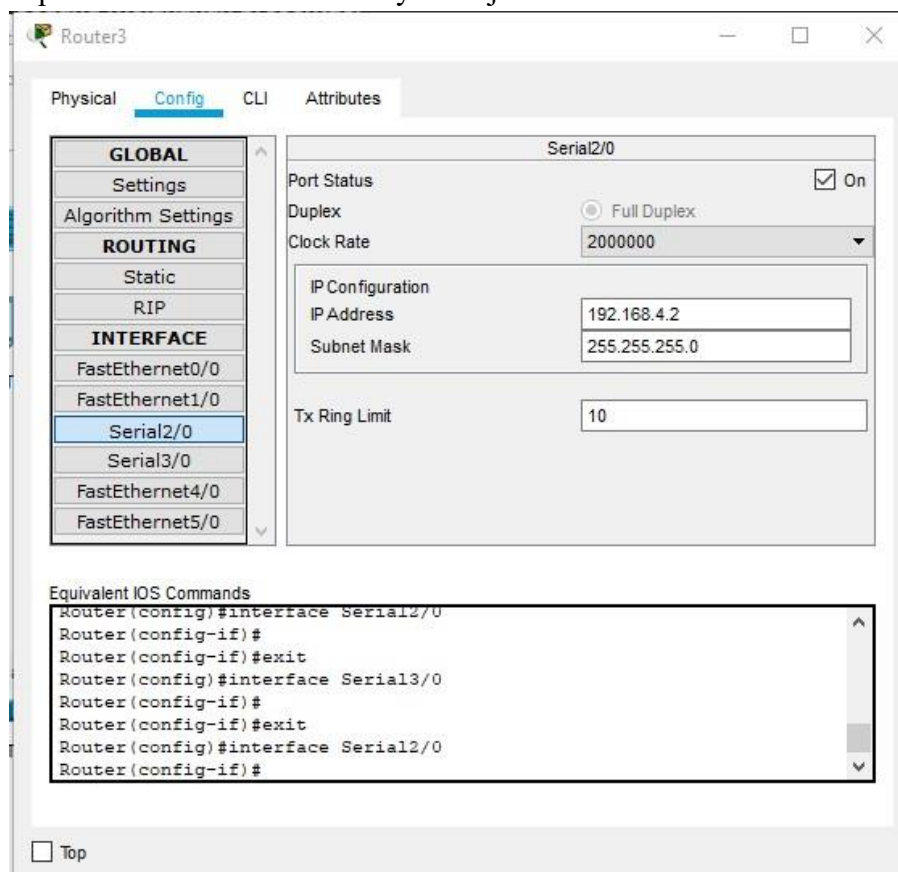 Router3
Physical Config CLI Attributes
GLOBAL
Settings
Algorithm Settings
ROUTING
Static
RIP
INTERFACE
FastEthernet0/0
FastEthernet1/0
Serial2/0
Serial3/0
FastEthernet4/0
FastEthernet5/0
Serial2/0
Port Status On
Duplex Full Duplex
Clock Rate 2000000
IP Configuration
IP Address 192.168.4.2
Subnet Mask 255.255.255.0
Tx Ring Limit 10
Equivalent IOS Commands
Router(config)#interface Serial2/0
Router(config-if)#
Router(config-if)#exit
Router(config)#interface Serial3/0
Router(config-if)#
Router(config-if)#exit
Router(config)#interface Serial2/0
Router(config-if)#
Top